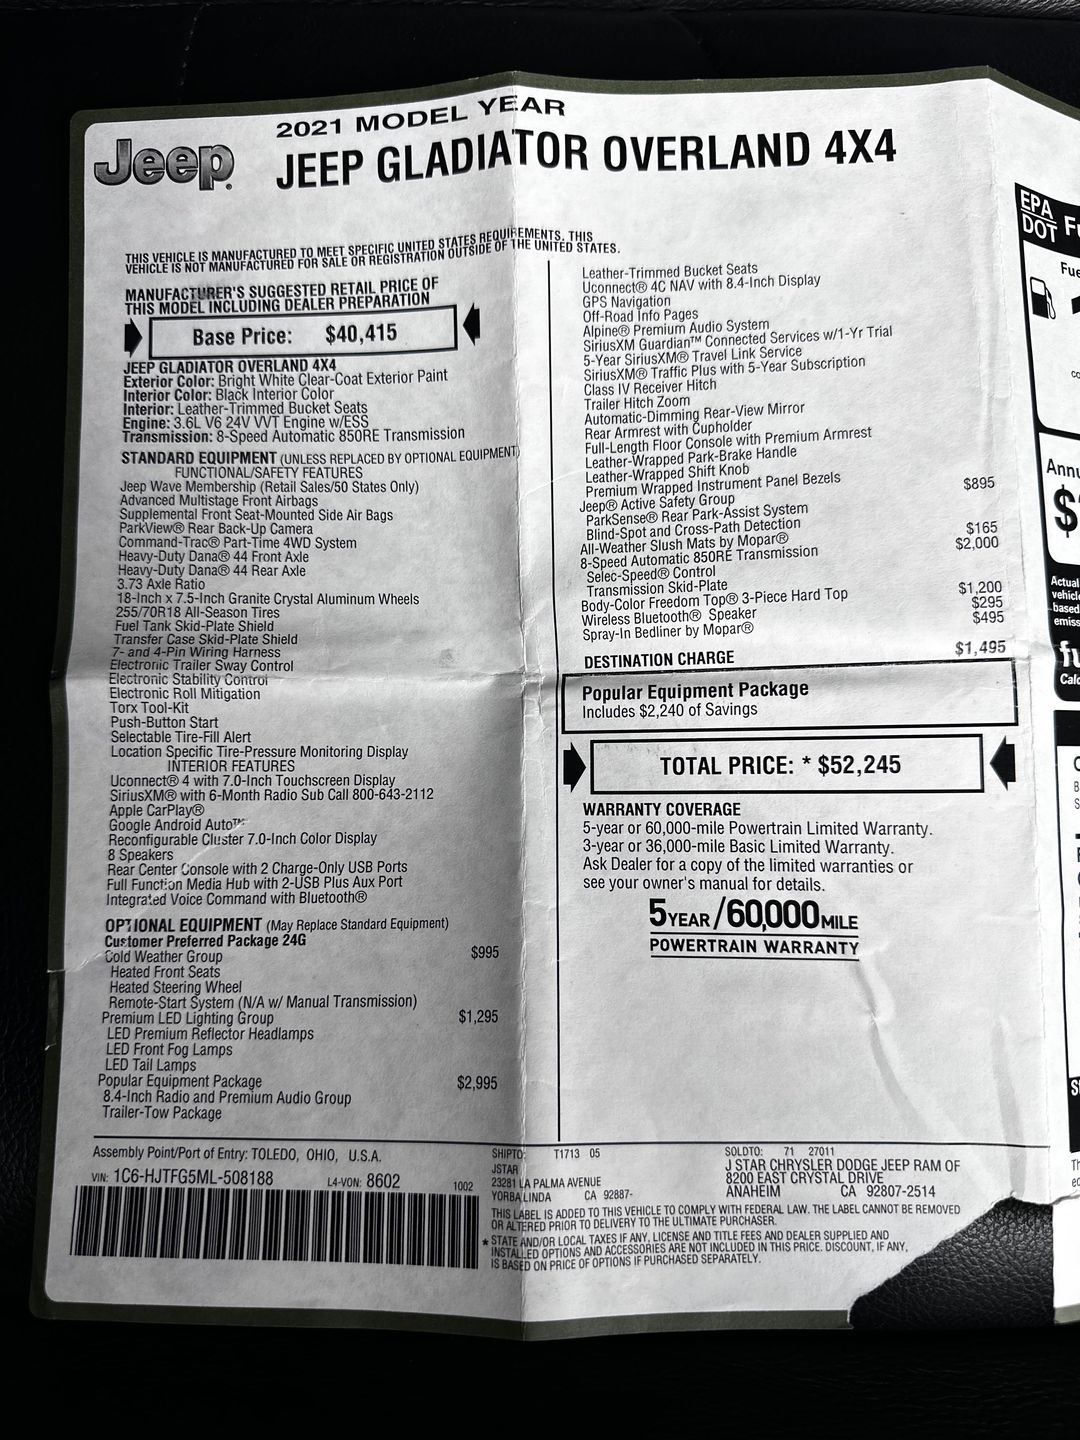 2021 MODEL YEAR
Jeep®
JEEP GLADIATOR OVERLAND 4X4
THIS VEHICLE IS MANUFACTURED TO MEET SPECIFIC UNITED STATES REQUIREMENTS. THIS
VEHICLE IS NOT MANUFACTURED FOR SALE OR REGISTRATION OUTSIDE OF THE UNITED STATES.
MANUFACTURER'S SUGGESTED RETAIL PRICE OF
THIS MODEL INCLUDING DEALER PREPARATION
Base Price: $40,415
JEEP GLADIATOR OVERLAND 4X4
Exterior Color: Bright White Clear-Coat Exterior Paint
Interior Color: Black Interior Color
Interior: Leather-Trimmed Bucket Seats
Engine: 3.6L V6 24V VVT Engine w/ESS
Transmission: 8-Speed Automatic 850RE Transmission
STANDARD EQUIPMENT (UNLESS REPLACED BY OPTIONAL EQUIPMENT)
FUNCTIONAL/SAFETY FEATURES
Jeep Wave Membership (Retail Sales/50 States Only)
Advanced Multistage Front Airbags
Supplemental Front Seat-Mounted Side Air Bags
ParkView® Rear Back-Up Camera
Command-Trac® Part-Time 4WD System
Heavy-Duty Dana® 44 Front Axle
Heavy-Duty Dana® 44 Rear Axle
3.73 Axle Ratio
18-Inch x 7.5-Inch Granite Crystal Aluminum Wheels
255/70R18 All-Season Tires
Fuel Tank Skid-Plate Shield
Transfer Case Skid-Plate Shield
7- and 4-Pin Wiring Harness
Electronic Trailer Sway Control
Electronic Stability Control
Electronic Roll Mitigation
Torx Tool-Kit
Push-Button Start
Selectable Tire-Fill Alert
Location Specific Tire-Pressure Monitoring Display
INTERIOR FEATURES
Uconnect® 4 with 7.0-Inch Touchscreen Display
SiriusXM® with 6-Month Radio Sub Call 800-643-2112
Apple CarPlay®
Google Android Auto™
Reconfigurable Cluster 7.0-Inch Color Display
8 Speakers
Rear Center Console with 2 Charge-Only USB Ports
Full Function Media Hub with 2-USB Plus Aux Port
Integrated Voice Command with Bluetooth®
OPTIONAL EQUIPMENT (May Replace Standard Equipment)
Customer Preferred Package 24G
Cold Weather Group $995
Heated Front Seats
Heated Steering Wheel
Remote-Start System (N/A w/ Manual Transmission)
Premium LED Lighting Group $1,295
LED Premium Reflector Headlamps
LED Front Fog Lamps
LED Tail Lamps
Popular Equipment Package $2,995
8.4-Inch Radio and Premium Audio Group
Trailer-Tow Package
Leather-Trimmed Bucket Seats
Uconnect® 4C NAV with 8.4-Inch Display
GPS Navigation
Off-Road Info Pages
Alpine® Premium Audio System
SiriusXM Guardian™ Connected Services w/1-Yr Trial
5-Year SiriusXM® Travel Link Service
SiriusXM® Traffic Plus with 5-Year Subscription
Class IV Receiver Hitch
Trailer Hitch Zoom
Automatic-Dimming Rear-View Mirror
Rear Armrest with Cupholder
Full-Length Floor Console with Premium Armrest
Leather-Wrapped Park-Brake Handle
Leather-Wrapped Shift Knob
Premium Wrapped Instrument Panel Bezels
Jeep® Active Safety Group $895
ParkSense® Rear Park-Assist System
Blind-Spot and Cross-Path Detection
All-Weather Slush Mats by Mopar® $165
8-Speed Automatic 850RE Transmission $2,000
Selec-Speed® Control
Transmission Skid-Plate
Body-Color Freedom Top® 3-Piece Hard Top $1,200
Wireless Bluetooth® Speaker $295
Spray-In Bedliner by Mopar® $495
DESTINATION CHARGE $1,495
Popular Equipment Package
Includes $2,240 of Savings
TOTAL PRICE: * $52,245
WARRANTY COVERAGE
5-year or 60,000-mile Powertrain Limited Warranty.
3-year or 36,000-mile Basic Limited Warranty.
Ask Dealer for a copy of the limited warranties or
see your owner's manual for details.
5 YEAR / 60,000 MILE
POWERTRAIN WARRANTY
Assembly Point/Port of Entry: TOLEDO, OHIO, U.S.A.
VIN: 1C6-HJTFG5ML-508188 L4-VON: 8602 1002
SHIPTO: T1713 05
JSTAR
23281 LA PALMA AVENUE
YORBA LINDA CA 92887-
SOLDTO: 71 27011
J STAR CHRYSLER DODGE JEEP RAM OF
8200 EAST CRYSTAL DRIVE
ANAHEIM CA 92807-2514
THIS LABEL IS ADDED TO THIS VEHICLE TO COMPLY WITH FEDERAL LAW. THE LABEL CANNOT BE REMOVED
OR ALTERED PRIOR TO DELIVERY TO THE ULTIMATE PURCHASER.
* STATE AND/OR LOCAL TAXES IF ANY, LICENSE AND TITLE FEES AND DEALER SUPPLIED AND
INSTALLED OPTIONS AND ACCESSORIES ARE NOT INCLUDED IN THIS PRICE. DISCOUNT, IF ANY,
IS BASED ON PRICE OF OPTIONS IF PURCHASED SEPARATELY.
EPA
DOT
Actual